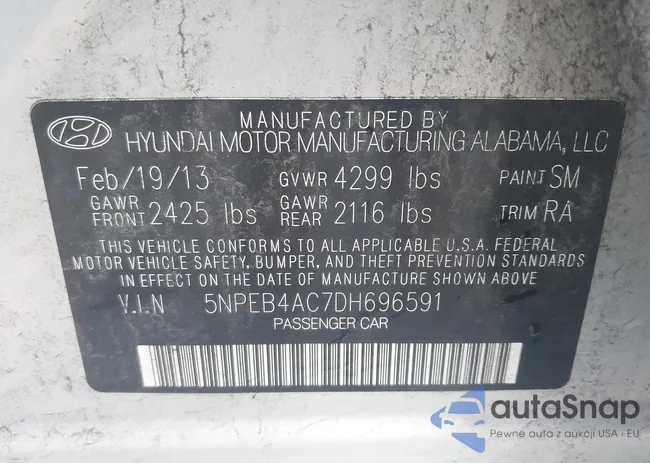 MANUFACTURED BY
HYUNDAI MOTOR MANUFACTURING ALABAMA, LLC
Feb/19/13 GVWR 4299 lbs PAINT SM
GAWR FRONT 2425 lbs GAWR REAR 2116 lbs TRIM RA
THIS VEHICLE CONFORMS TO ALL APPLICABLE U.S.A. FEDERAL
MOTOR VEHICLE SAFETY, BUMPER, AND THEFT PREVENTION STANDARDS
IN EFFECT ON THE DATE OF MANUFACTURE SHOWN ABOVE
V.I.N 5NPEB4AC7DH696591
PASSENGER CAR
autaSnap
Pewne auta z aukcji USA i EU